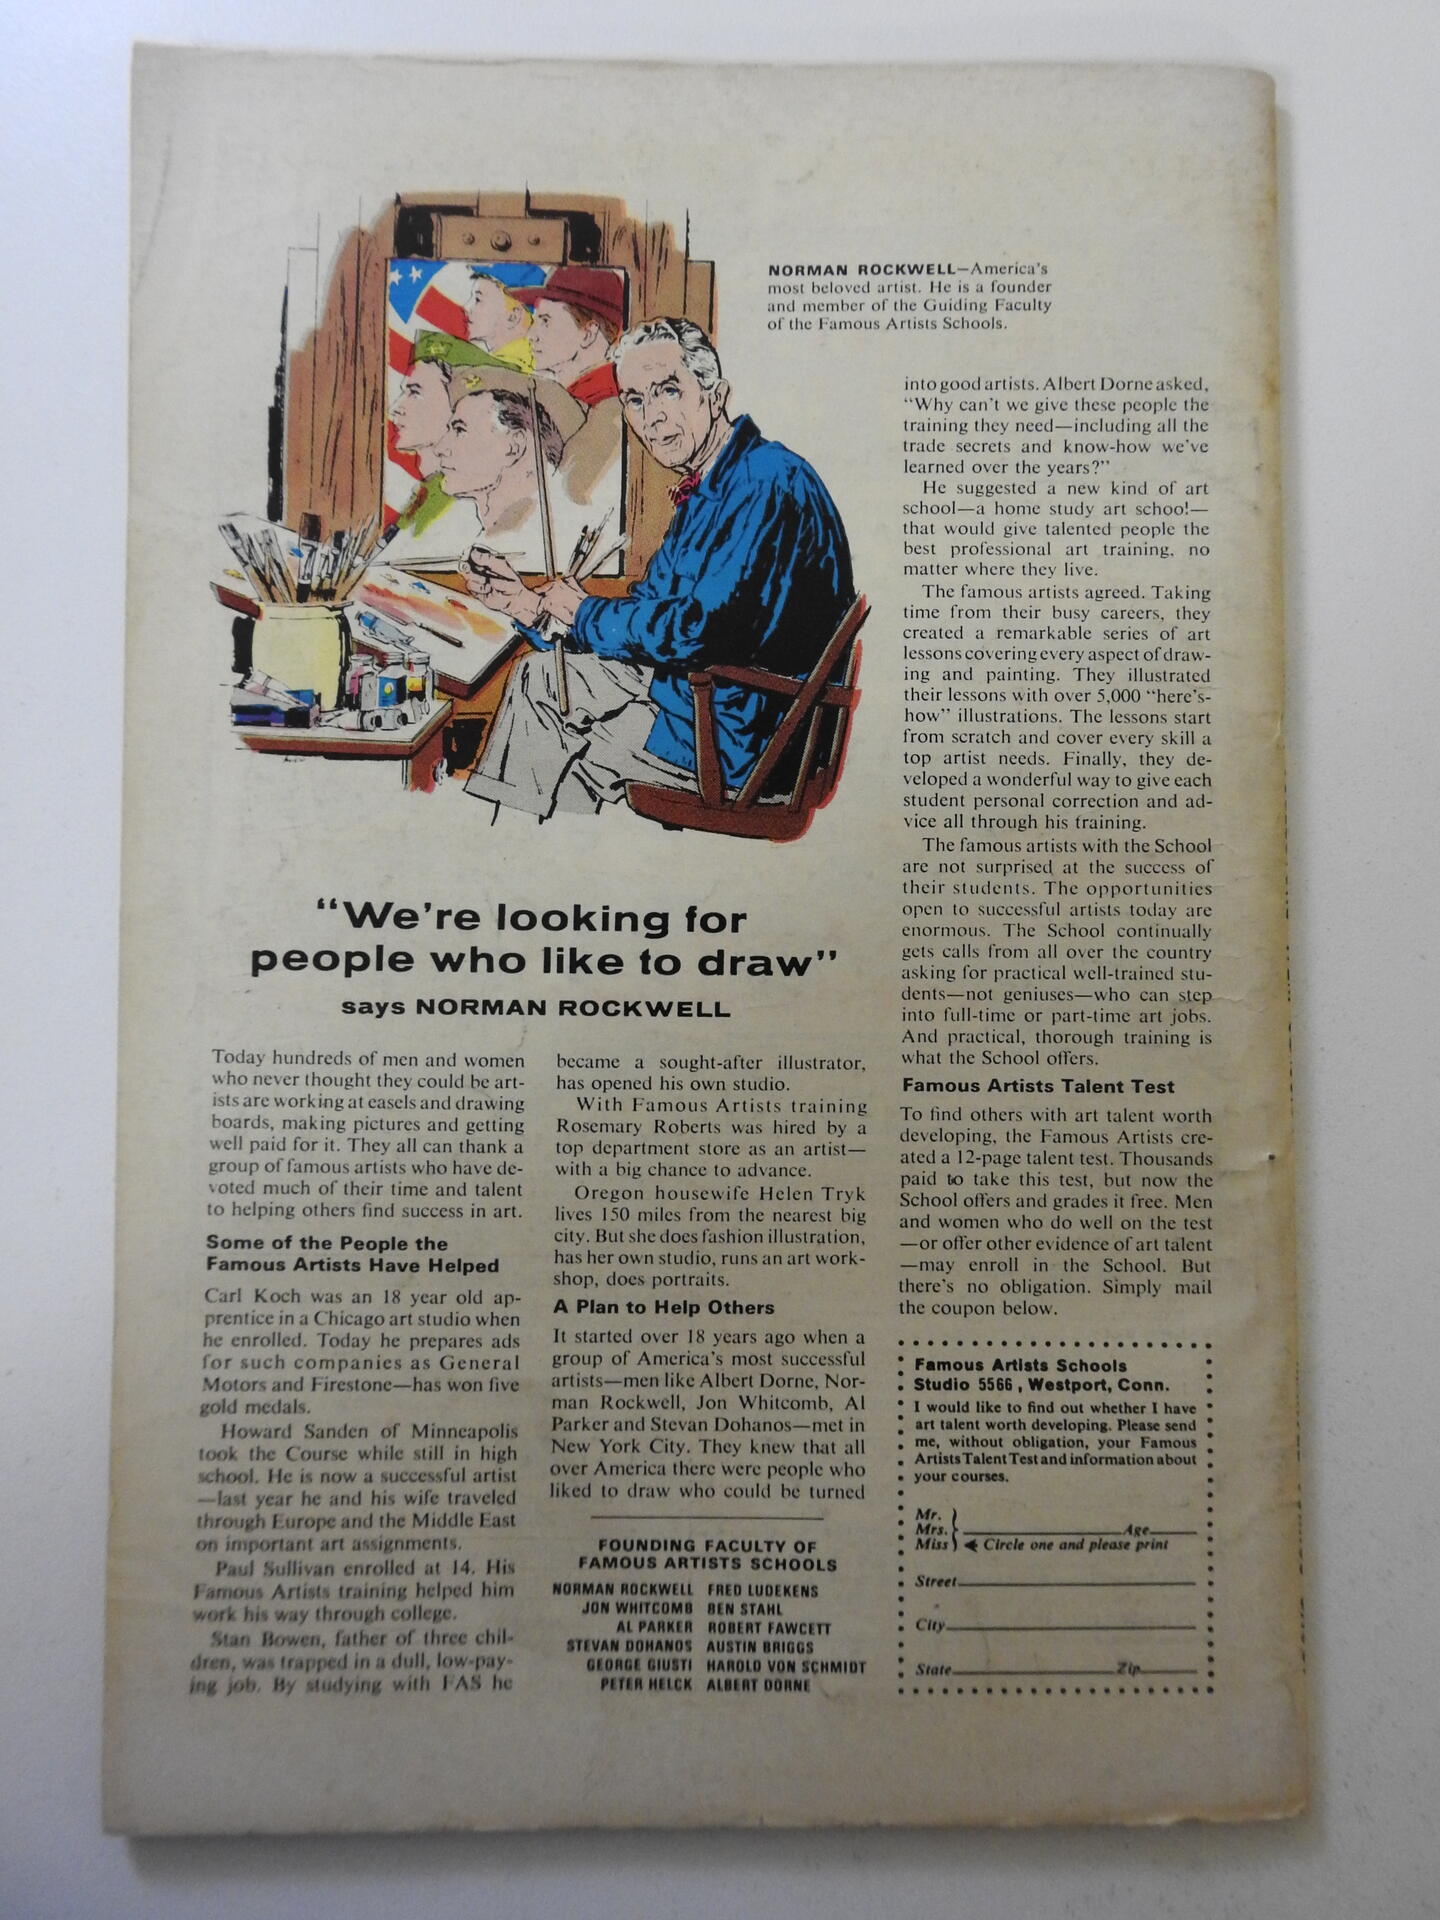 NORMAN ROCKWELL—America's
most beloved artist. He is a founder
and member of the Guiding Faculty
of the Famous Artists Schools.
"We're looking for
people who like to draw"
says NORMAN ROCKWELL
Today hundreds of men and women
who never thought they could be art-
ists are working at easels and drawing
boards, making pictures and getting
well paid for it. They all can thank a
group of famous artists who have de-
voted much of their time and talent
to helping others find success in art.
Some of the People the
Famous Artists Have Helped
Carl Koch was an 18 year old ap-
prentice in a Chicago art studio when
he enrolled. Today he prepares ads
for such companies as General
Motors and Firestone—has won five
gold medals.
Howard Sanden of Minneapolis
took the Course while still in high
school. He is now a successful artist
—last year he and his wife traveled
through Europe and the Middle East
on important art assignments.
Paul Sullivan enrolled at 14. His
Famous Artists training helped him
work his way through college.
Stan Bowen, father of three chil-
dren, was trapped in a dull, low-pay-
ing job. By studying with FAS he
became a sought-after illustrator,
has opened his own studio.
With Famous Artists training
Rosemary Roberts was hired by a
top department store as an artist—
with a big chance to advance.
Oregon housewife Helen Tryk
lives 150 miles from the nearest big
city. But she does fashion illustration,
has her own studio, runs an art work-
shop, does portraits.
A Plan to Help Others
It started over 18 years ago when a
group of America's most successful
artists—men like Albert Dorne, Nor-
man Rockwell, Jon Whitcomb, Al
Parker and Stevan Dohanos—met in
New York City. They knew that all
over America there were people who
liked to draw who could be turned
FOUNDING FACULTY OF
FAMOUS ARTISTS SCHOOLS
NORMAN ROCKWELL FRED LUDEKENS
JON WHITCOMB BEN STAHL
AL PARKER ROBERT FAWCETT
STEVAN DOHANOS AUSTIN BRIGGS
GEORGE GIUSTI HAROLD VON SCHMIDT
PETER HELCK ALBERT DORNE
into good artists. Albert Dorne asked,
"Why can't we give these people the
training they need—including all the
trade secrets and know-how we've
learned over the years?"
He suggested a new kind of art
school—a home study art school—
that would give talented people the
best professional art training, no
matter where they live.
The famous artists agreed. Taking
time from their busy careers, they
created a remarkable series of art
lessons covering every aspect of draw-
ing and painting. They illustrated
their lessons with over 5,000 "here's-
how" illustrations. The lessons start
from scratch and cover every skill a
top artist needs. Finally, they de-
veloped a wonderful way to give each
student personal correction and ad-
vice all through his training.
The famous artists with the School
are not surprised at the success of
their students. The opportunities
open to successful artists today are
enormous. The School continually
gets calls from all over the country
asking for practical well-trained stu-
dents—not geniuses—who can step
into full-time or part-time art jobs.
And practical, thorough training is
what the School offers.
Famous Artists Talent Test
To find others with art talent worth
developing, the Famous Artists cre-
ated a 12-page talent test. Thousands
paid to take this test, but now the
School offers and grades it free. Men
and women who do well on the test
—or offer other evidence of art talent
—may enroll in the School. But
there's no obligation. Simply mail
the coupon below.
Famous Artists Schools
Studio 5566, Westport, Conn.
I would like to find out whether I have
art talent worth developing. Please send
me, without obligation, your Famous
Artists Talent Test and information about
your courses.
Mr.
Mrs. Age
Miss Circle one and please print
Street
City
State Zip